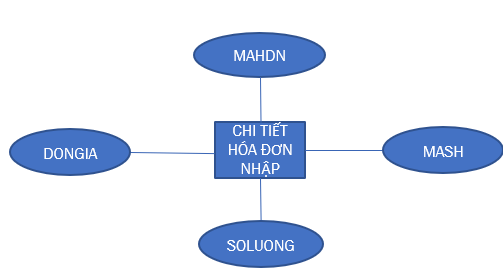 MAHDN
CHI TIẾT
HÓA ĐƠN
NHẬP
DONGIA
MASH
SOLUONG